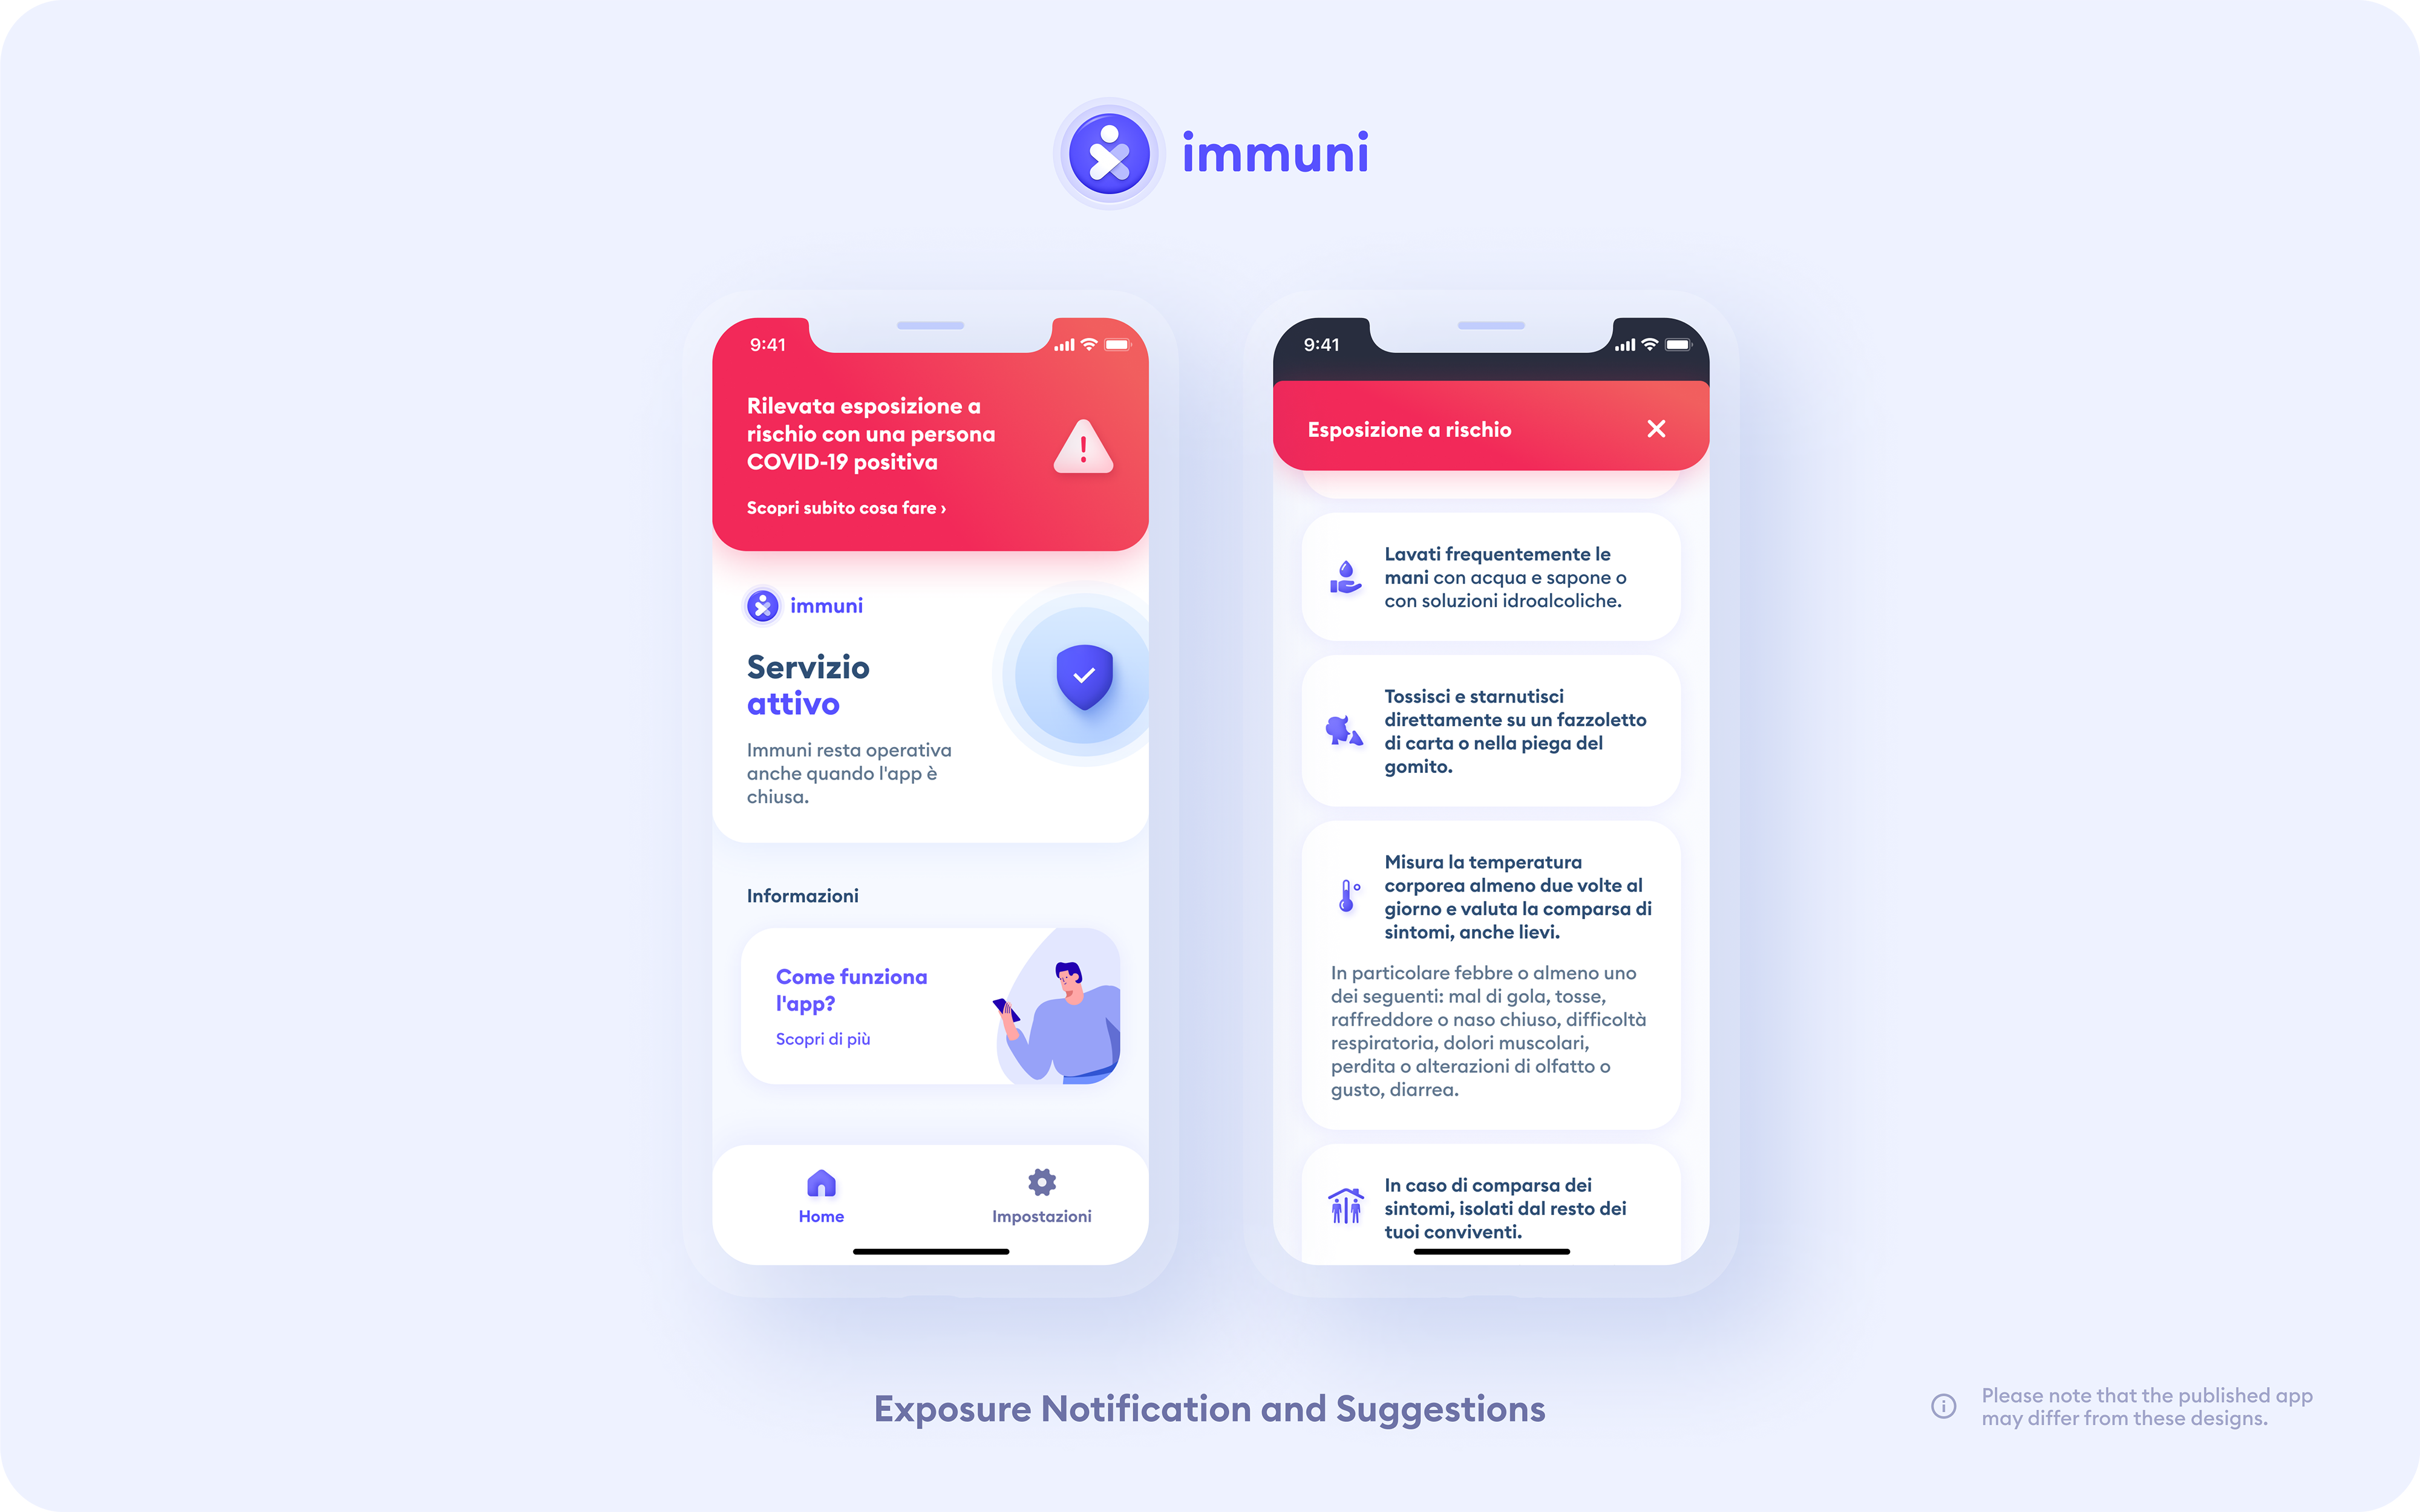 immuni
9:41
Rilevata esposizione a
rischio con una persona
COVID-19 positiva
Scopri subito cosa fare ›
immuni
Servizio
attivo
Immuni resta operativa
anche quando l'app è
chiusa.
Informazioni
Come funziona
l'app?
Scopri di più
Home
Impostazioni
9:41
Esposizione a rischio
Lavati frequentemente le
mani con acqua e sapone o
con soluzioni idroalcoliche.
Tossisci e starnutisci
direttamente su un fazzoletto
di carta o nella piega del
gomito.
Misura la temperatura
corporea almeno due volte al
giorno e valuta la comparsa di
sintomi, anche lievi.
In particolare febbre o almeno uno
dei seguenti: mal di gola, tosse,
raffreddore o naso chiuso, difficoltà
respiratoria, dolori muscolari,
perdita o alterazioni di olfatto o
gusto, diarrea.
In caso di comparsa dei
sintomi, isolati dal resto dei
tuoi conviventi.
Exposure Notification and Suggestions
Please note that the published app
may differ from these designs.